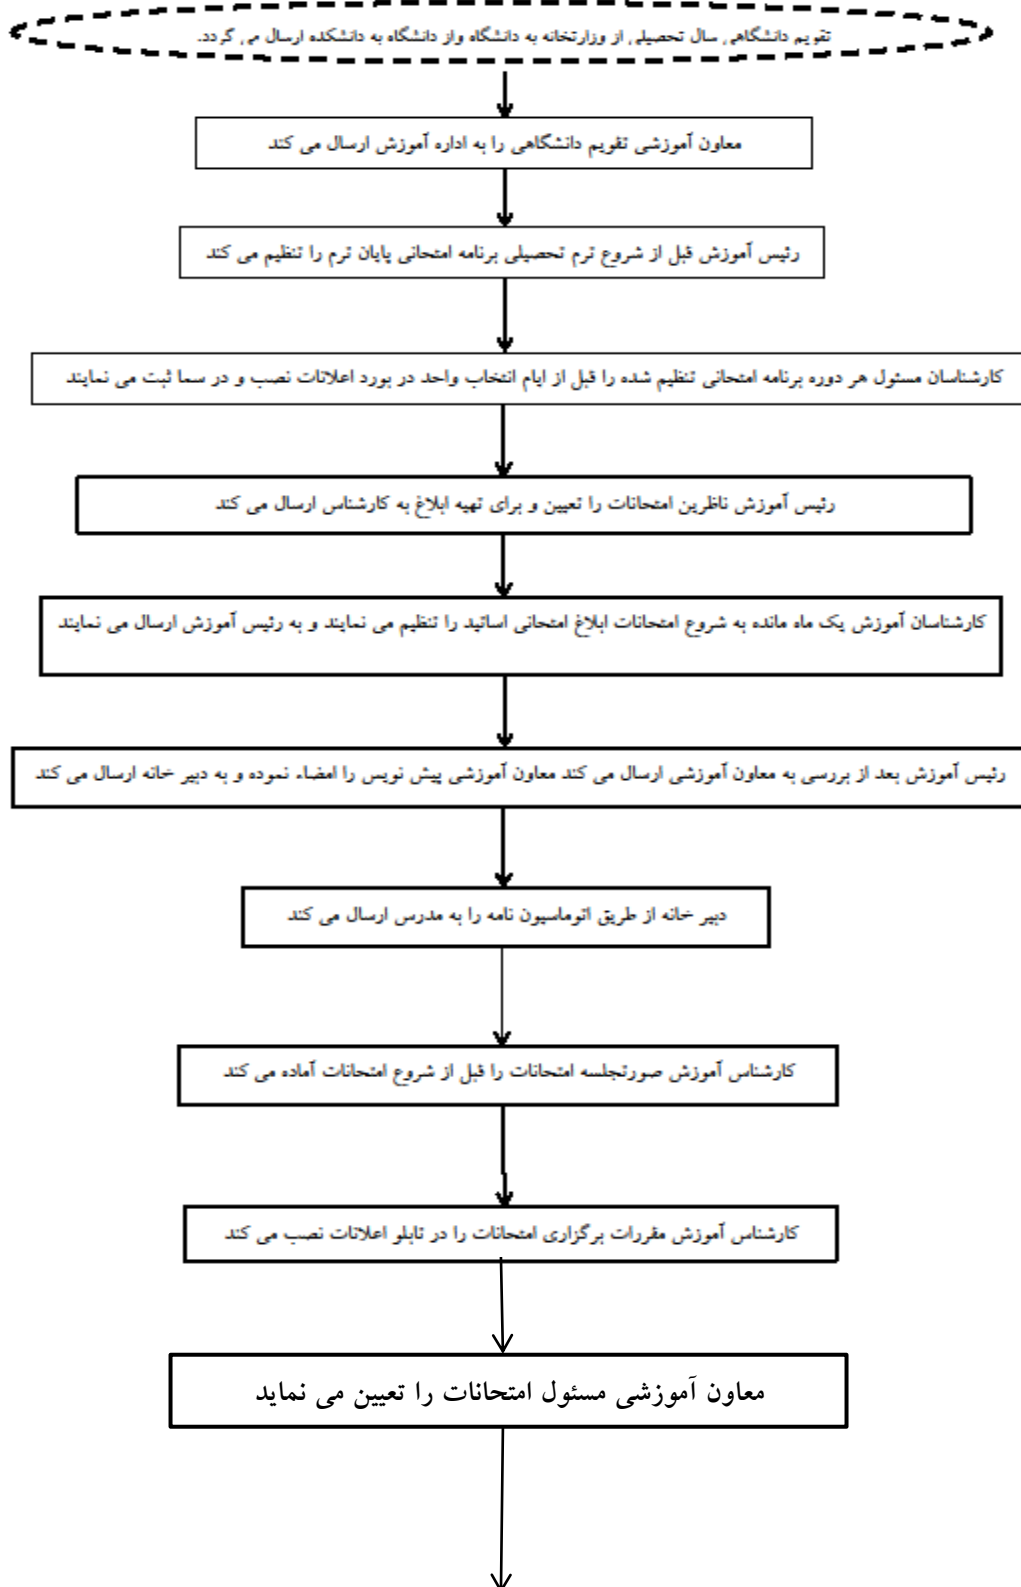 تقویم دانشگاهی سال تحصیلی از وزارتخانه به دانشگاه واز دانشگاه به دانشکده ارسال می گردد.
معاون آموزشی تقویم دانشگاهی را به اداره آموزش ارسال می کند
رئیس آموزش قبل از شروع ترم تحصیلی برنامه امتحانی پایان ترم را تنظیم می کند
کارشناسان مسئول هر دوره برنامه امتحانی تنظیم شده را قبل از ایام انتخاب واحد در بورد اعلانات نصب و در سما ثبت می نمایند
رئیس آموزش ناظرین امتحانات را تعیین و برای تهیه ابلاغ به کارشناس ارسال می کند
کارشناسان آموزش یک ماه مانده به شروع امتحانات ابلاغ امتحانی اساتید را تنظیم می نمایند و به رئیس آموزش ارسال می نمایند
رئیس آموزش بعد از بررسی به معاون آموزشی ارسال می کند معاون آموزشی پیش نویس را امضاء نموده و به دبیر خانه ارسال می کند
دبیر خانه از طریق اتوماسیون نامه را به مدرس ارسال می کند
کارشناس آموزش صورتجلسه امتحانات را قبل از شروع امتحانات آماده می کند
کارشناس آموزش مقررات برگزاری امتحانات را در تابلو اعلانات نصب می کند
معاون آموزشی مسئول امتحانات را تعیین می نماید